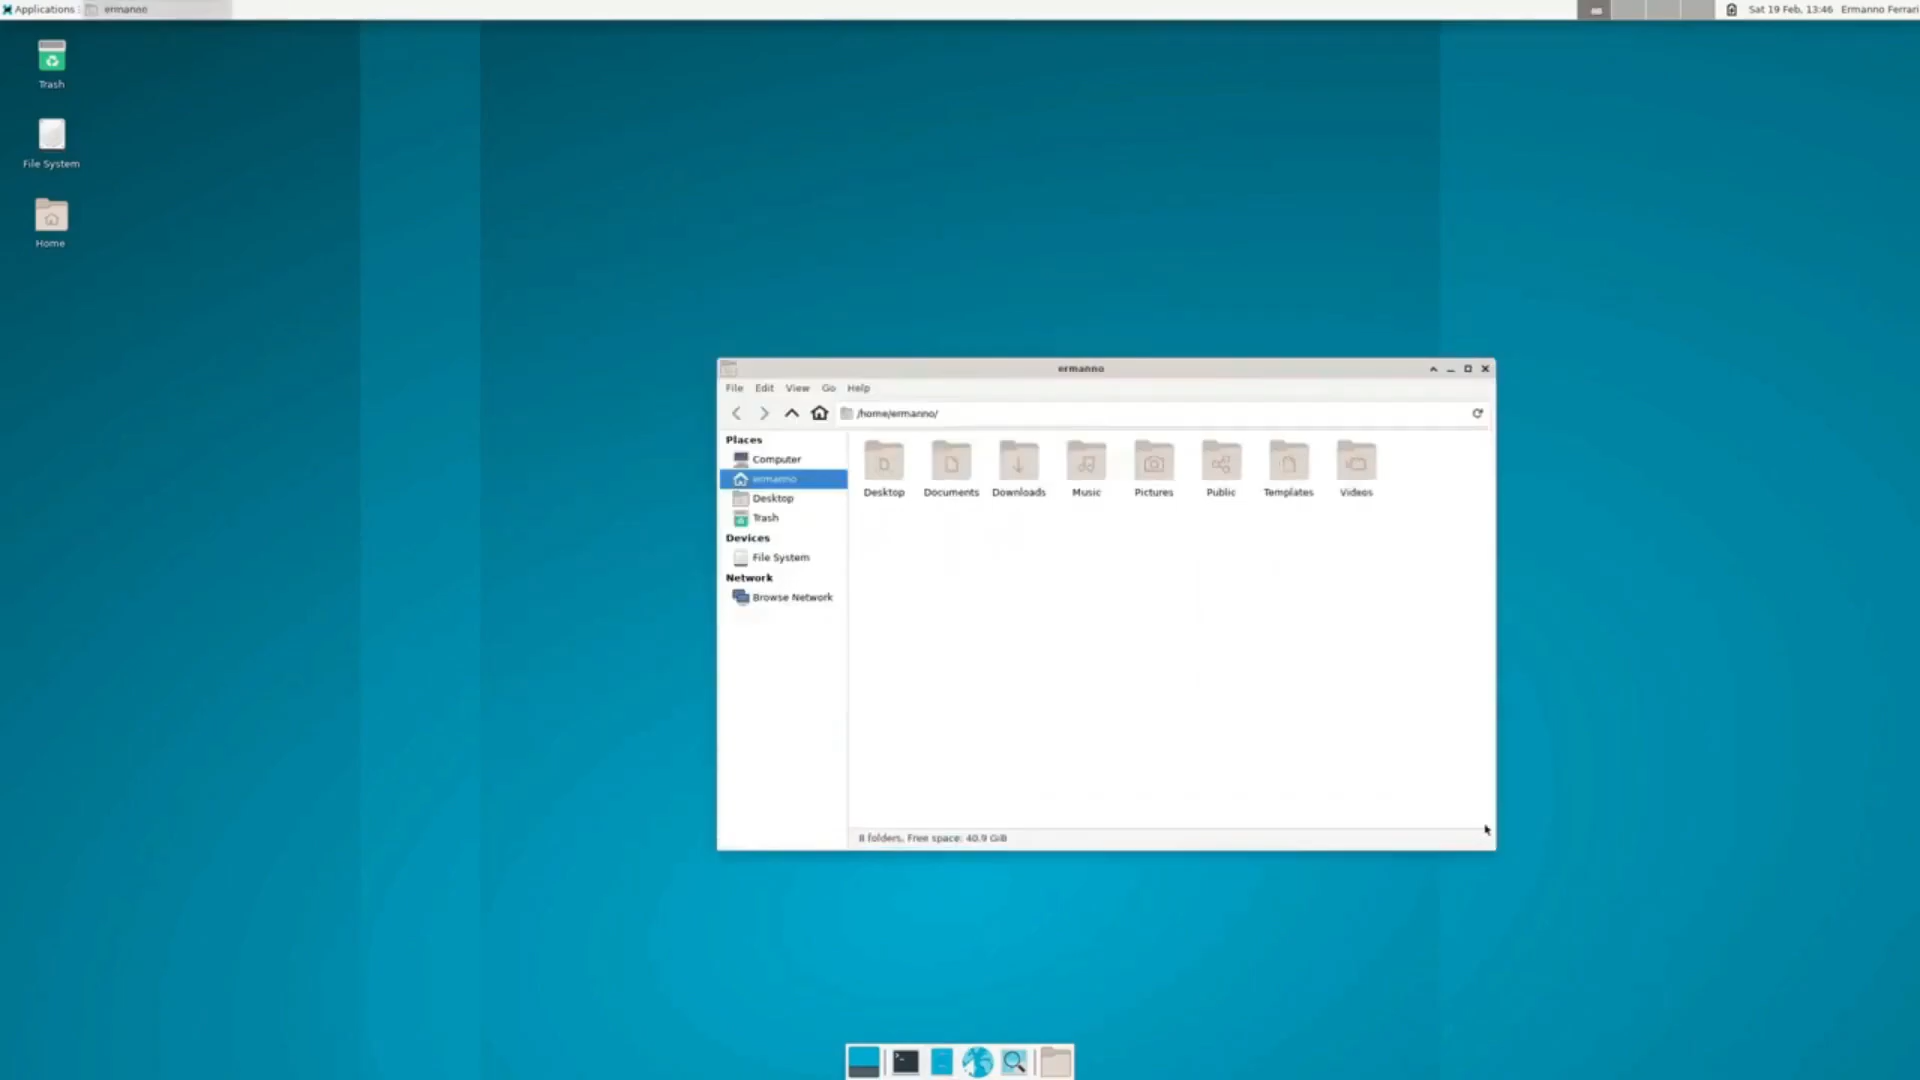 Applications ermanno Sat 19 Feb, 13:46 Ermanno Ferrari
Trash
File System
Home
ermanno
File Edit View Go Help
/home/ermanno/
Places
Computer
ermanno
Desktop
Trash
Devices
File System
Network
Browse Network
Desktop Documents Downloads Music Pictures Public Templates Videos
8 folders, Free space: 40.9 GiB